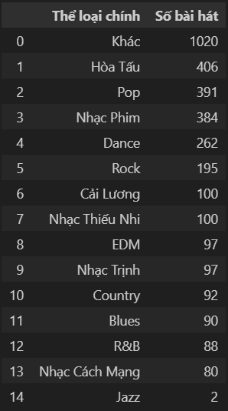 Thể loại chính Số bài hát
0 Khác 1020
1 Hòa Tấu 406
2 Pop 391
3 Nhạc Phim 384
4 Dance 262
5 Rock 195
6 Cải Lương 100
7 Nhạc Thiếu Nhi 100
8 EDM 97
9 Nhạc Trịnh 97
10 Country 92
11 Blues 90
12 R&B 88
13 Nhạc Cách Mạng 80
14 Jazz 2